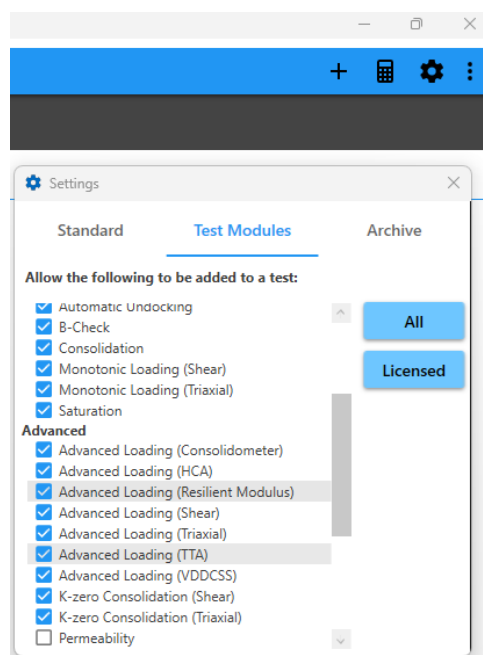 Settings
Standard
Test Modules
Archive
Allow the following to be added to a test:
Automatic Undocking
B-Check
Consolidation
Monotonic Loading (Shear)
Monotonic Loading (Triaxial)
Saturation
Advanced
Advanced Loading (Consolidometer)
Advanced Loading (HCA)
Advanced Loading (Resilient Modulus)
Advanced Loading (Shear)
Advanced Loading (Triaxial)
Advanced Loading (TTA)
Advanced Loading (VDDCSS)
K-zero Consolidation (Shear)
K-zero Consolidation (Triaxial)
Permeability
All
Licensed